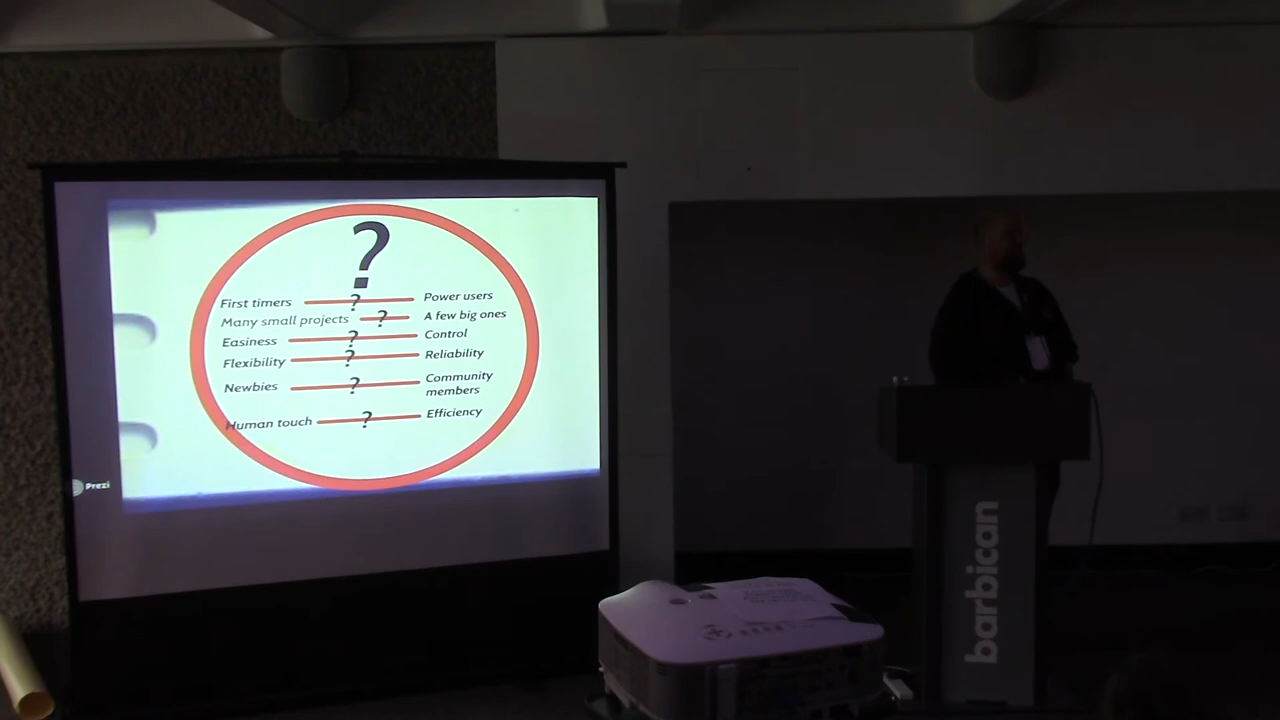 ?
First timers ? Power users
Many small projects ? A few big ones
Easiness ? Control
Flexibility ? Reliability
Newbies ? Community
members
Human touch ? Efficiency
Prezi
barbican